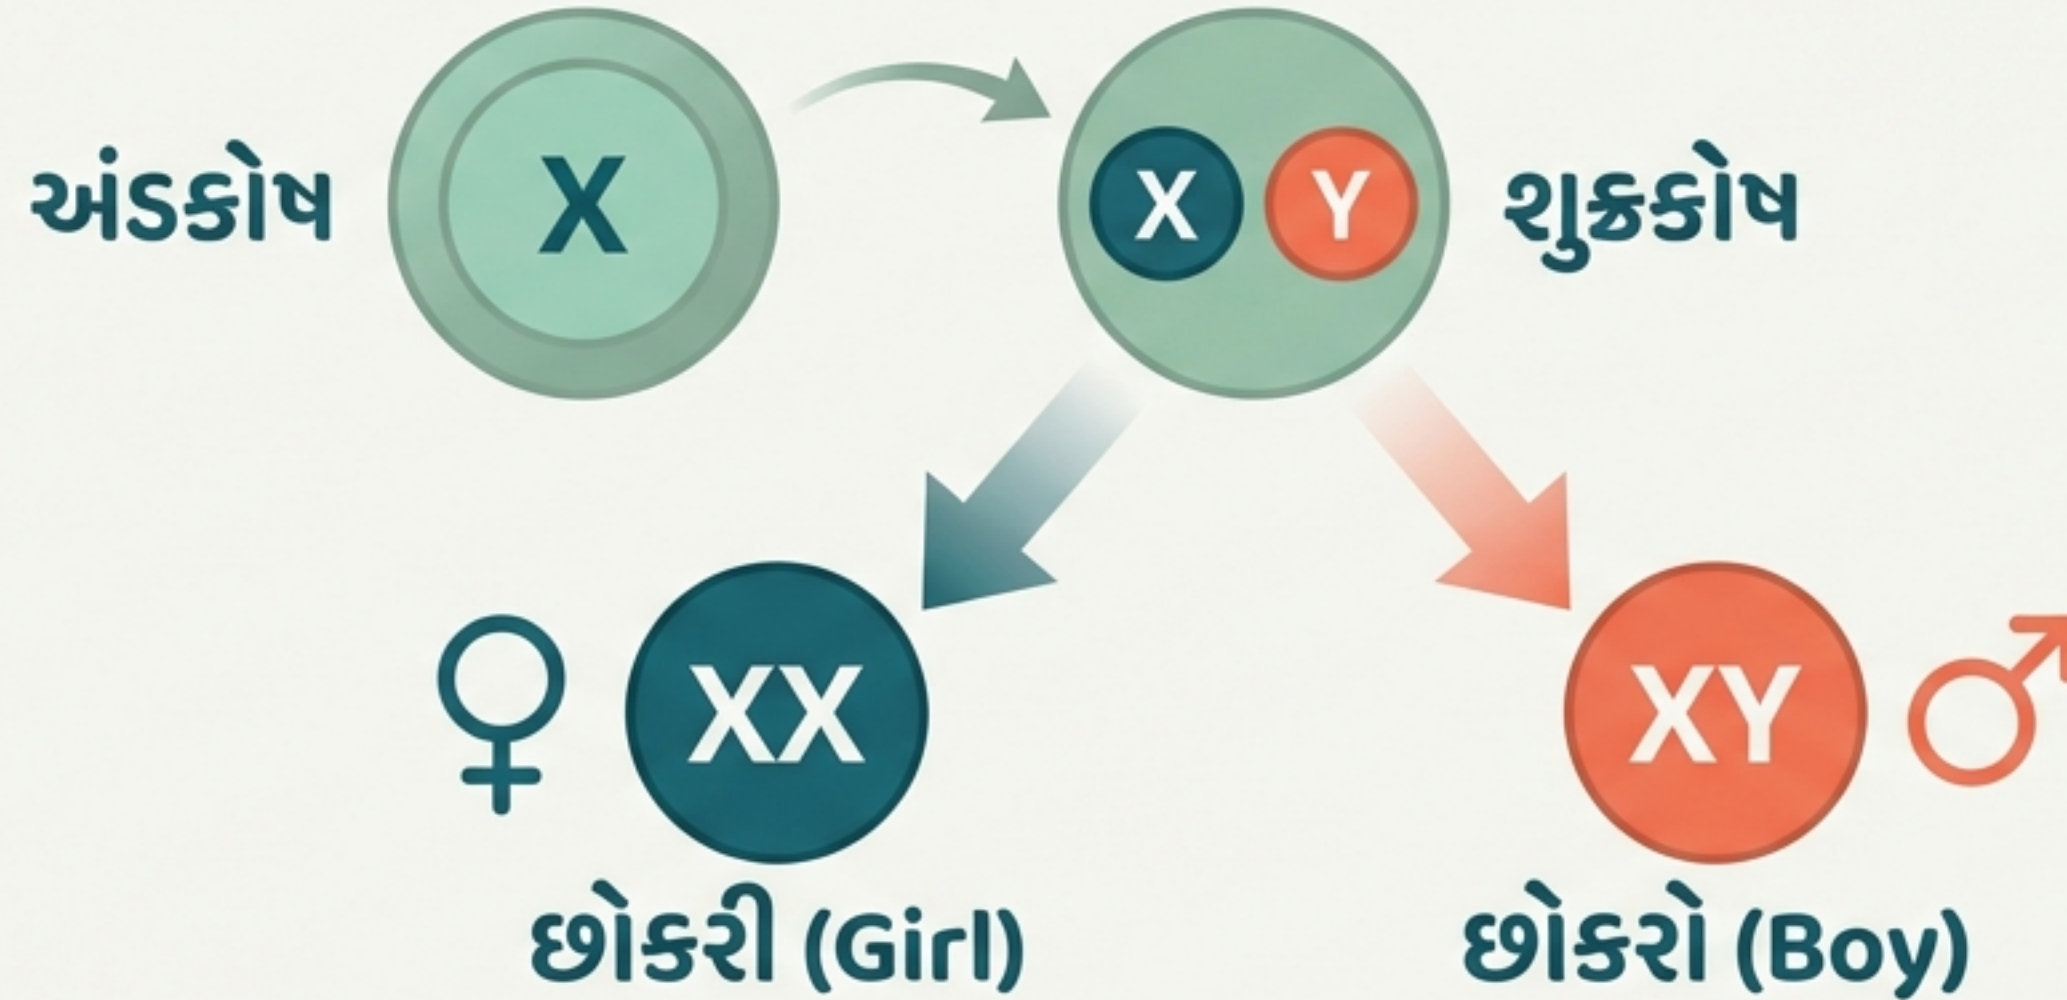 અંડકોષ
X
X
Y
શુક્રકોષ
XX
XY
છોકરી (Girl)
છોકરો (Boy)